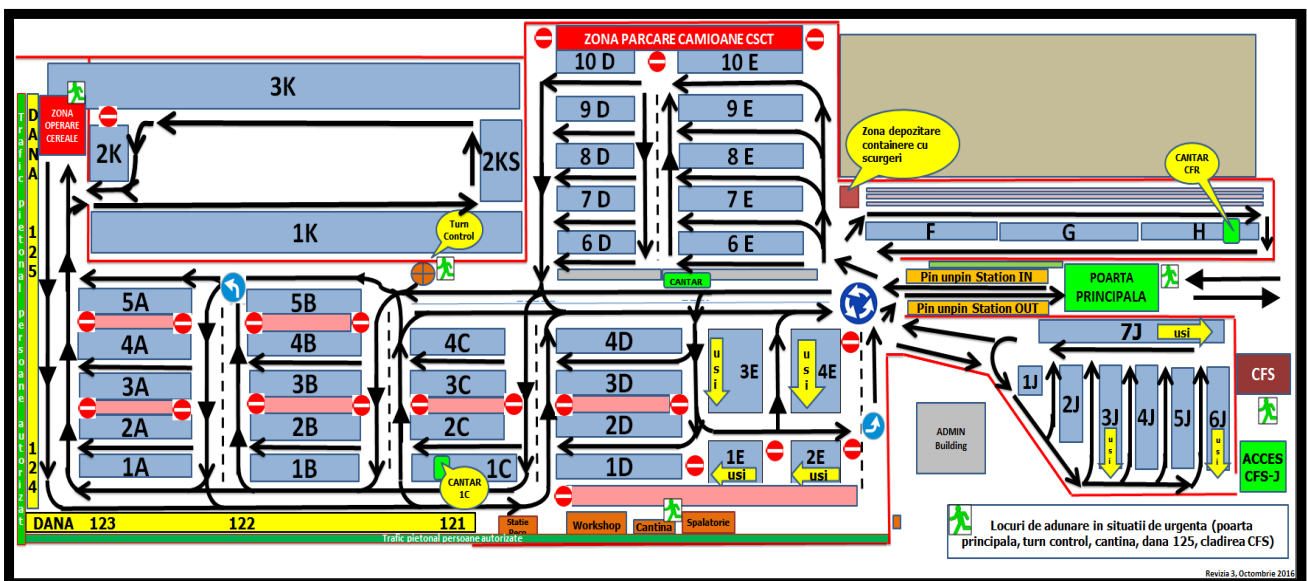 ZONA PARCARE CAMIOANE CSCT
10 D
10 E
3K
ZONA
OPERARE
CEREALE
DANA 125 124
Trafic pietonal persoane autorizat
9 D
9 E
2K
2KS
8 D
8 E
7 D
7 E
6 D
6 E
1K
Turn
Control
Zona depozitare
containere cu
scurgeri
CANTAR
CFR
F
G
H
CANTAR
Pin unpin Station IN
Pin unpin Station OUT
POARTA
PRINCIPALA
5A
5B
4A
4B
4C
4D
3A
3B
3C
3D
2A
2B
2C
2D
1A
1B
1C
1D
CANTAR
1C
usi
3E
usi
4E
1E
usi
2E
usi
7J
usi
1J
2J
3J
usi
4J
5J
6J
usi
CFS
ADMIN
Building
ACCES
CFS-J
DANA 123 122 121
Statie
Workshop
Cantina
Spalatorie
Trafic pietonal persoane autorizate
Locuri de adunare in situatii de urgenta (poarta
principala, turn control, cantina, dana 125, cladirea CFS)
Revizia 3, Octombrie 2016